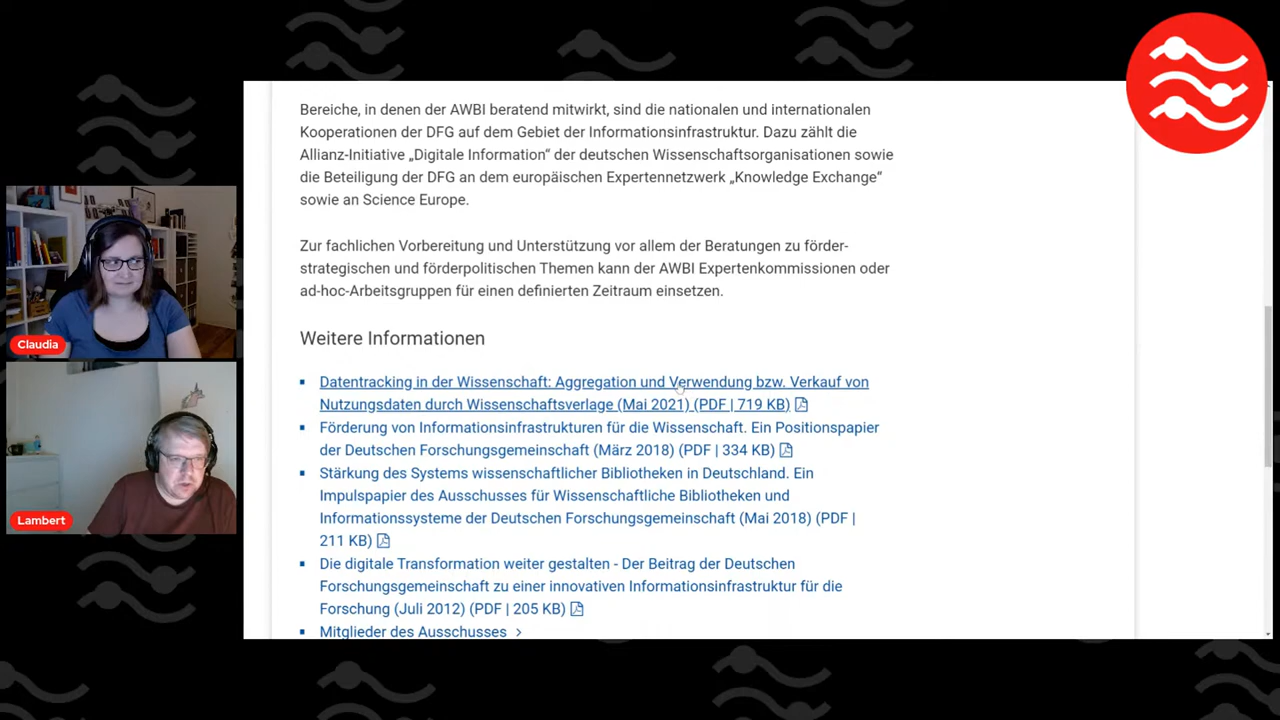 Bereiche, in denen der AWBI beratend mitwirkt, sind die nationalen und internationalen
Kooperationen der DFG auf dem Gebiet der Informationsinfrastruktur. Dazu zählt die
Allianz-Initiative „Digitale Information“ der deutschen Wissenschaftsorganisationen sowie
die Beteiligung der DFG an dem europäischen Expertennetzwerk „Knowledge Exchange“
sowie an Science Europe.
Zur fachlichen Vorbereitung und Unterstützung vor allem der Beratungen zu förder-
strategischen und förderpolitischen Themen kann der AWBI Expertenkommissionen oder
ad-hoc-Arbeitsgruppen für einen definierten Zeitraum einsetzen.
Weitere Informationen
Datentracking in der Wissenschaft: Aggregation und Verwendung bzw. Verkauf von
Nutzungsdaten durch Wissenschaftsverlage (Mai 2021) (PDF | 719 KB)
Förderung von Informationsinfrastrukturen für die Wissenschaft. Ein Positionspapier
der Deutschen Forschungsgemeinschaft (März 2018) (PDF | 334 KB)
Stärkung des Systems wissenschaftlicher Bibliotheken in Deutschland. Ein
Impulspapier des Ausschusses für Wissenschaftliche Bibliotheken und
Informationssysteme der Deutschen Forschungsgemeinschaft (Mai 2018) (PDF |
211 KB)
Die digitale Transformation weiter gestalten - Der Beitrag der Deutschen
Forschungsgemeinschaft zu einer innovativen Informationsinfrastruktur für die
Forschung (Juli 2012) (PDF | 205 KB)
Mitglieder des Ausschusses
Claudia
Lambert